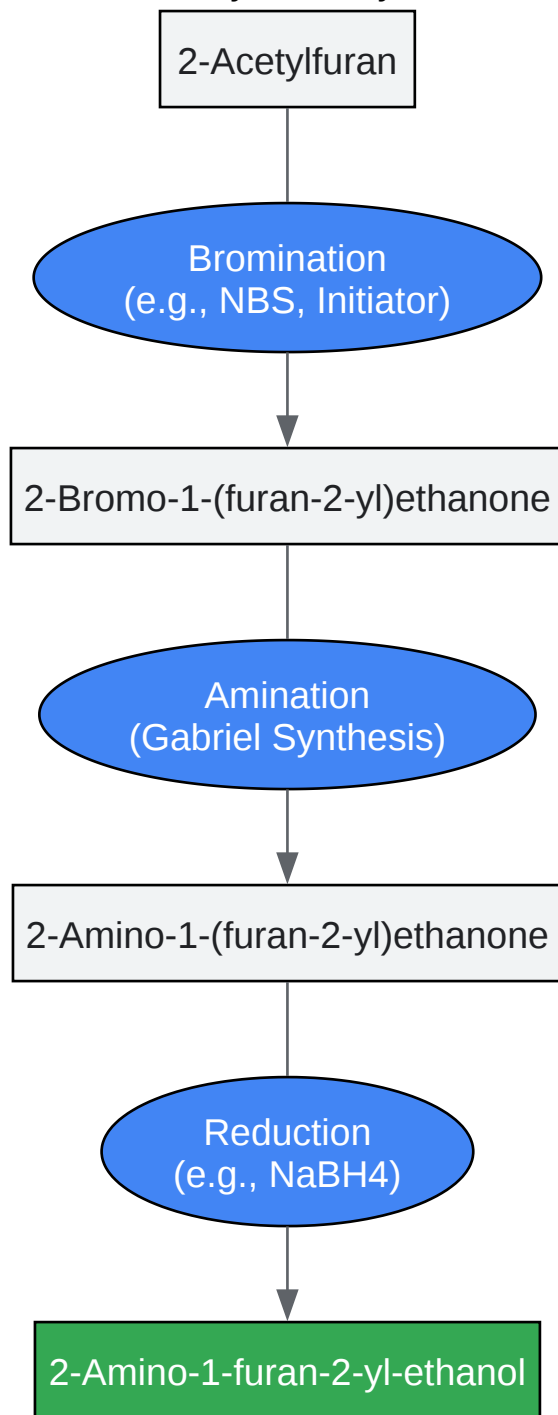 2-Acetylfuran
Bromination
(e.g., NBS, Initiator)
2-Bromo-1-(furan-2-yl)ethanone
Amination
(Gabriel Synthesis)
2-Amino-1-(furan-2-yl)ethanone
Reduction
(e.g., NaBH4)
2-Amino-1-furan-2-yl-ethanol